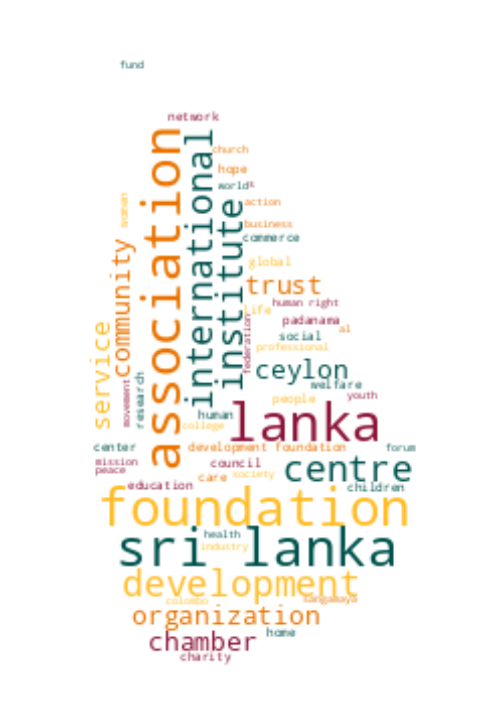 fund
network
association
international
church
hope
world
s
institute
women
action
business
commerce
community
global
trust
human right
life
padanama
federation
service
social
al
professional
ceylon
movement
research
welfare
people
youth
lanka
human
college
center
development foundation
forum
mission
council
centre
peace
care
society
education
children
foundation
health
sri lanka
industry
development
colombo
sangamaya
organization
home
chamber
charity